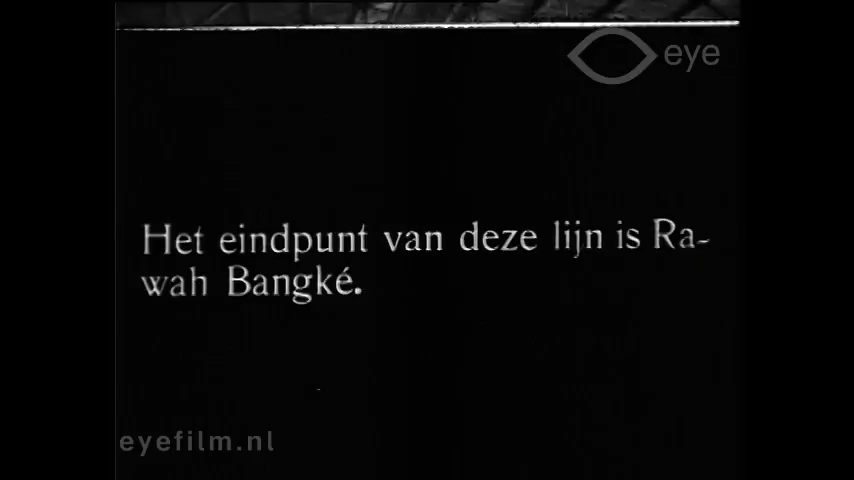 eye
Het eindpunt van deze lijn is Ra-
wah Bangké.
eyefilm.nl